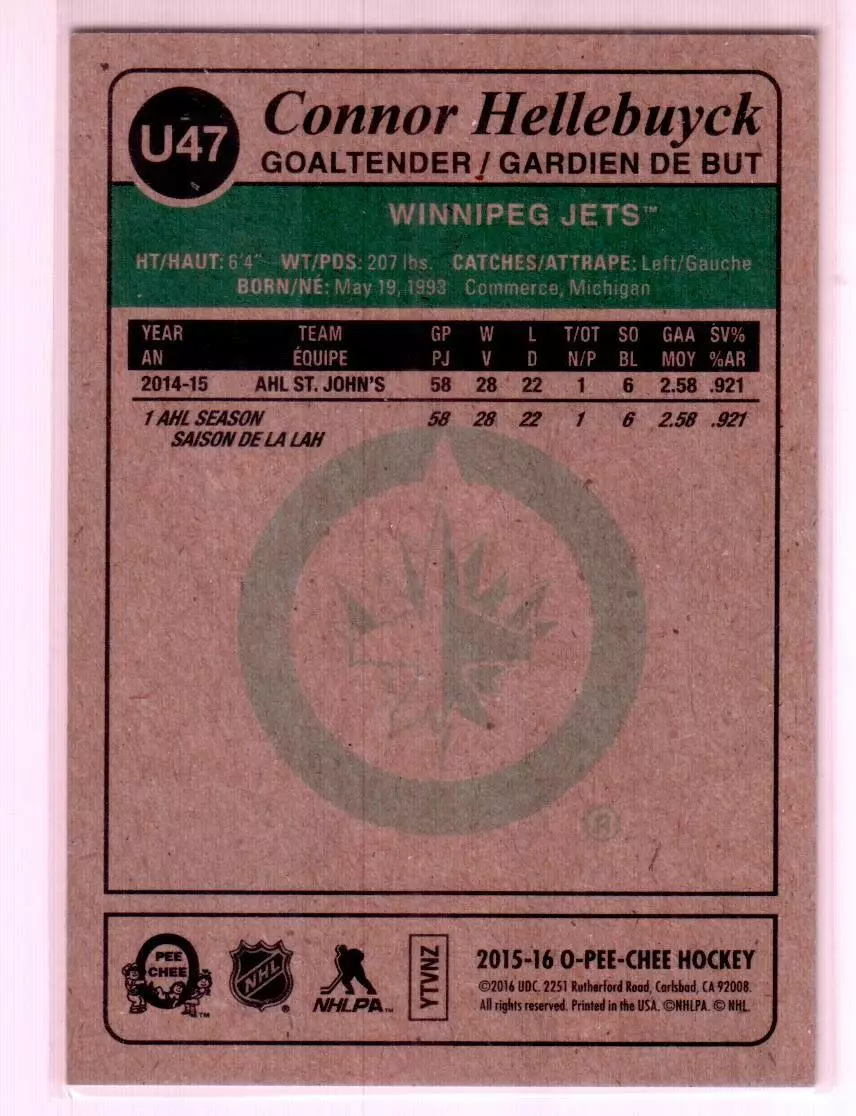 U47
Connor Hellebuyck
GOALTENDER / GARDIEN DE BUT
WINNIPEG JETS™
HT/HAUT: 6'4" WT/PDS: 207 lbs. CATCHES/ATTRAPE: Left/Gauche
BORN/NÉ: May 19, 1993 Commerce, Michigan
YEAR TEAM GP W L T/OT SO GAA SV%
AN ÉQUIPE PJ V D N/P BL MOY %AR
2014-15 AHL ST. JOHN'S 58 28 22 1 6 2.58 .921
1 AHL SEASON 58 28 22 1 6 2.58 .921
SAISON DE LA LAH
®
PEE
CHEE
™
NHL
®
NHLPA™
YTVNZ
2015-16 O-PEE-CHEE HOCKEY
©2016 UDC. 2251 Rutherford Road, Carlsbad, CA 92008.
All rights reserved. Printed in the USA. ©NHLPA. © NHL.